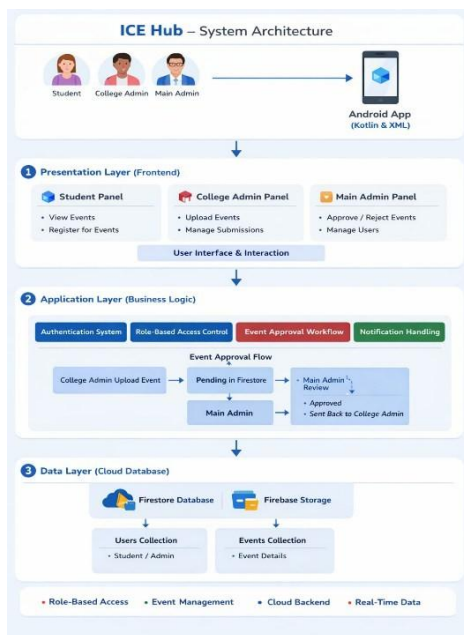 ICE Hub – System Architecture
Student
College Admin
Main Admin
Android App
(Kotlin & XML)
1 Presentation Layer (Frontend)
Student Panel
• View Events
• Register for Events
College Admin Panel
• Upload Events
• Manage Submissions
Main Admin Panel
• Approve / Reject Events
• Manage Users
User Interface & Interaction
2 Application Layer (Business Logic)
Authentication System
Role-Based Access Control
Event Approval Workflow
Notification Handling
Event Approval Flow
College Admin Upload Event
Pending in Firestore
• Main Admin
Review
• Approved
• Sent Back to College Admin
Main Admin
3 Data Layer (Cloud Database)
Firestore Database
Firebase Storage
Users Collection
• Student / Admin
Events Collection
• Event Details
• Role-Based Access
• Event Management
• Cloud Backend
• Real-Time Data